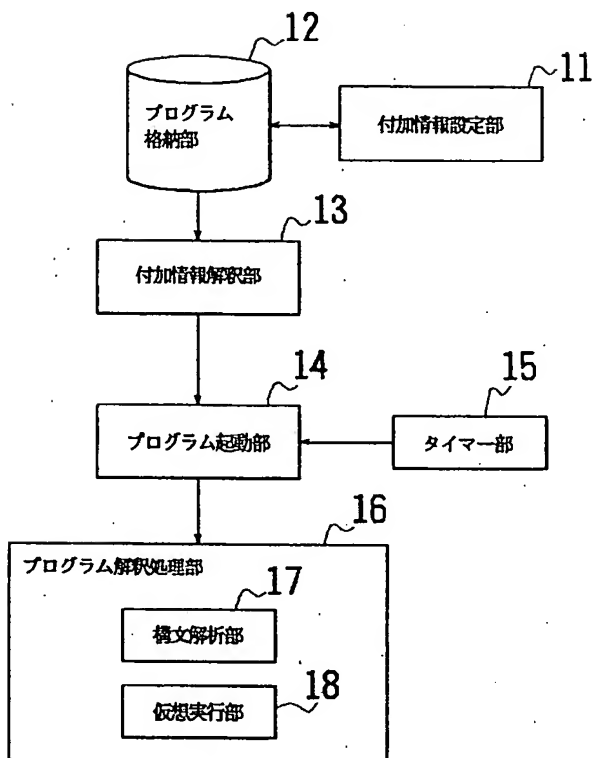 12
プログラム
格納部
11
付加情報設定部
13
付加情報解釈部
14
プログラム起動部
15
タイマー部
16
プログラム解釈処理部
17
構文解析部
18
仮想実行部